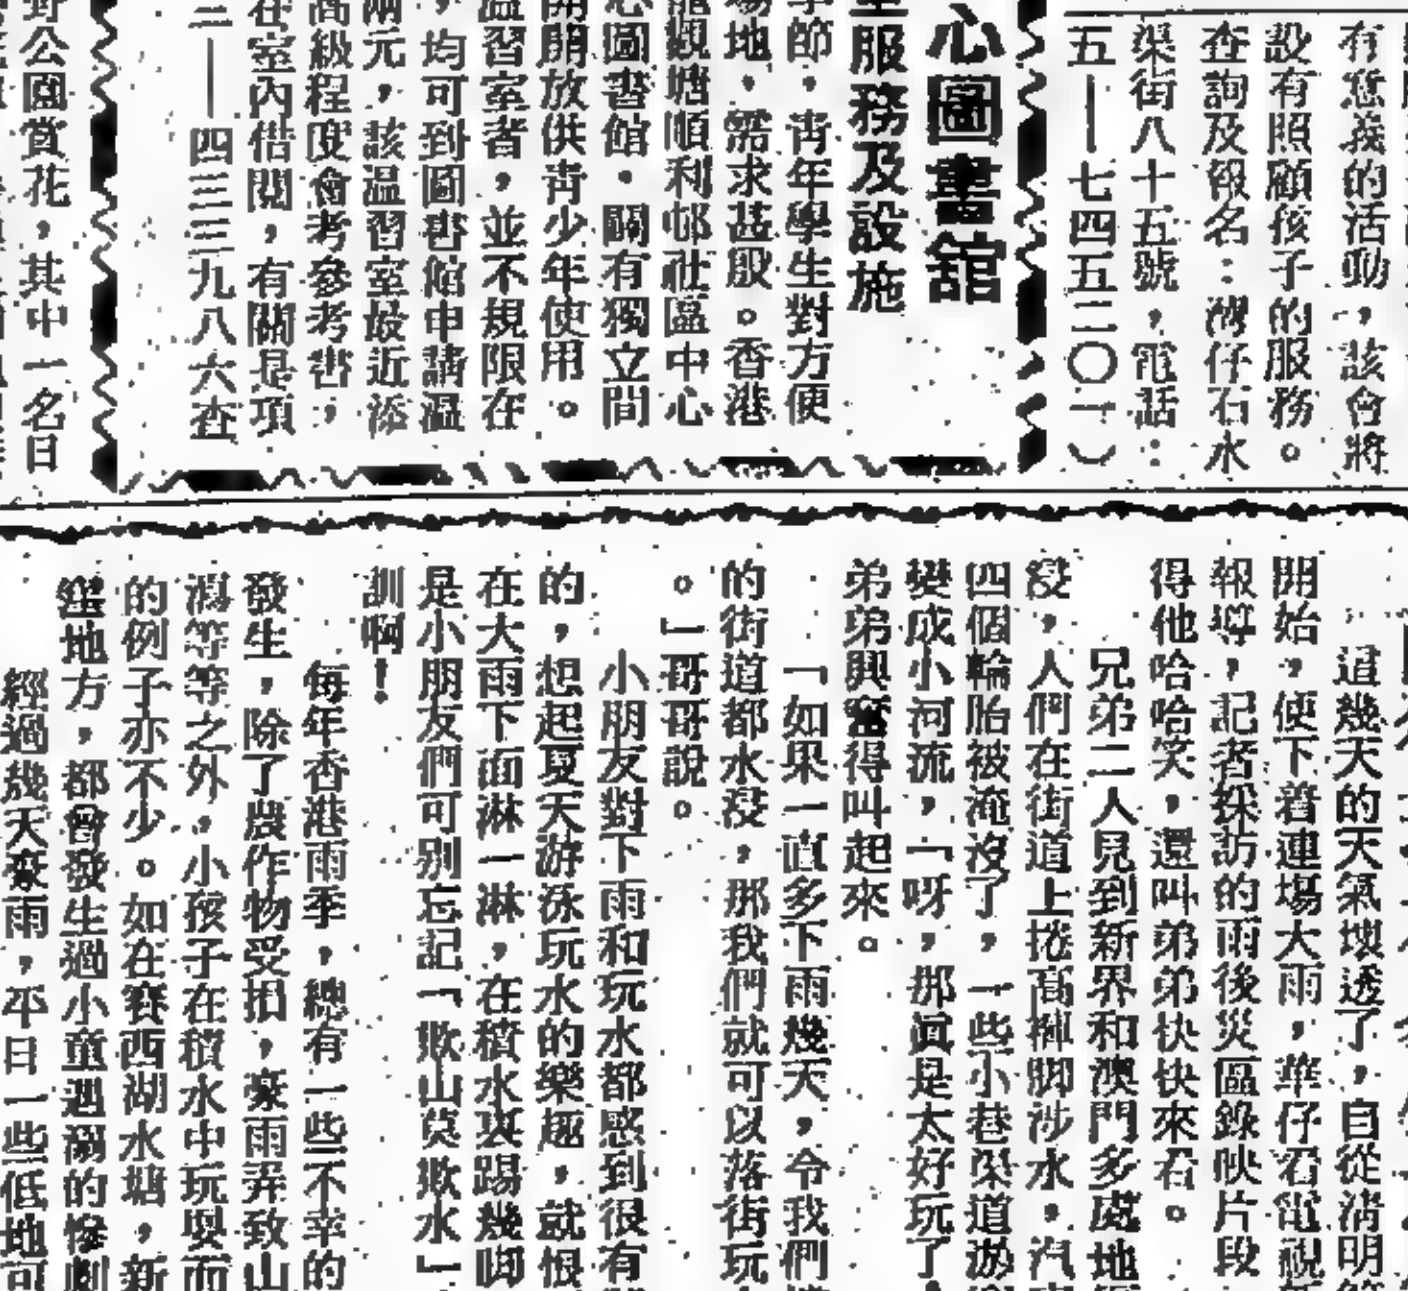 有意義的活動，該會將
設有照顧孩子的服務。
查詢及報名：灣仔石水
渠街八十五號，電話：
五—七四五二〇一）
心圖書館
服務及設施
季節，青年學生對方便
場地，需求甚殷。香港
龍觀塘順利邨社區中心
心圖書館，闢有獨立間
開開放供青少年使用。
溫習室者，並不規限在
，均可到圖書館申請溫
兩元，該温習室最近添
高級程度會考參考書，
在室內借閱，有關是項
三—四三三九八六查
野公園賞花，其中一名日
這幾天的天氣壞透了，自從清明
開始，便下着連場大雨，華仔看電視
報導，記者採訪的雨後災區錄映片段
得他哈哈笑，還叫弟弟快快來看。
兄弟二人見到新界和澳門多處地
浸，人們在街道上捲高褲脚涉水，汽
四個輪胎被淹沒了，一些小巷渠道
變成小河流，「呀，那眞是太好玩了
弟弟興奮得叫起來。
「如果一直多下雨幾天，令我們
的街道都水浸，那我們就可以落街玩
。」哥哥說。
小朋友對下雨和玩水都感到很有
的，想起夏天游泳玩水的樂趣，就恨
在大雨下面淋一淋，在積水裏踢幾脚
是小朋友們可別忘記「欺山莫欺水」
訓啊！
每年香港雨季，總有一些不幸的
發生，除了農作物受損，豪雨弄致山
瀉等等之外，小孩子在積水中玩耍而
的例子亦不少。如在賽西湖水塘，新
壆地方，都曾發生過小童遇溺的慘劇
經過幾天豪雨，平日一些低地可